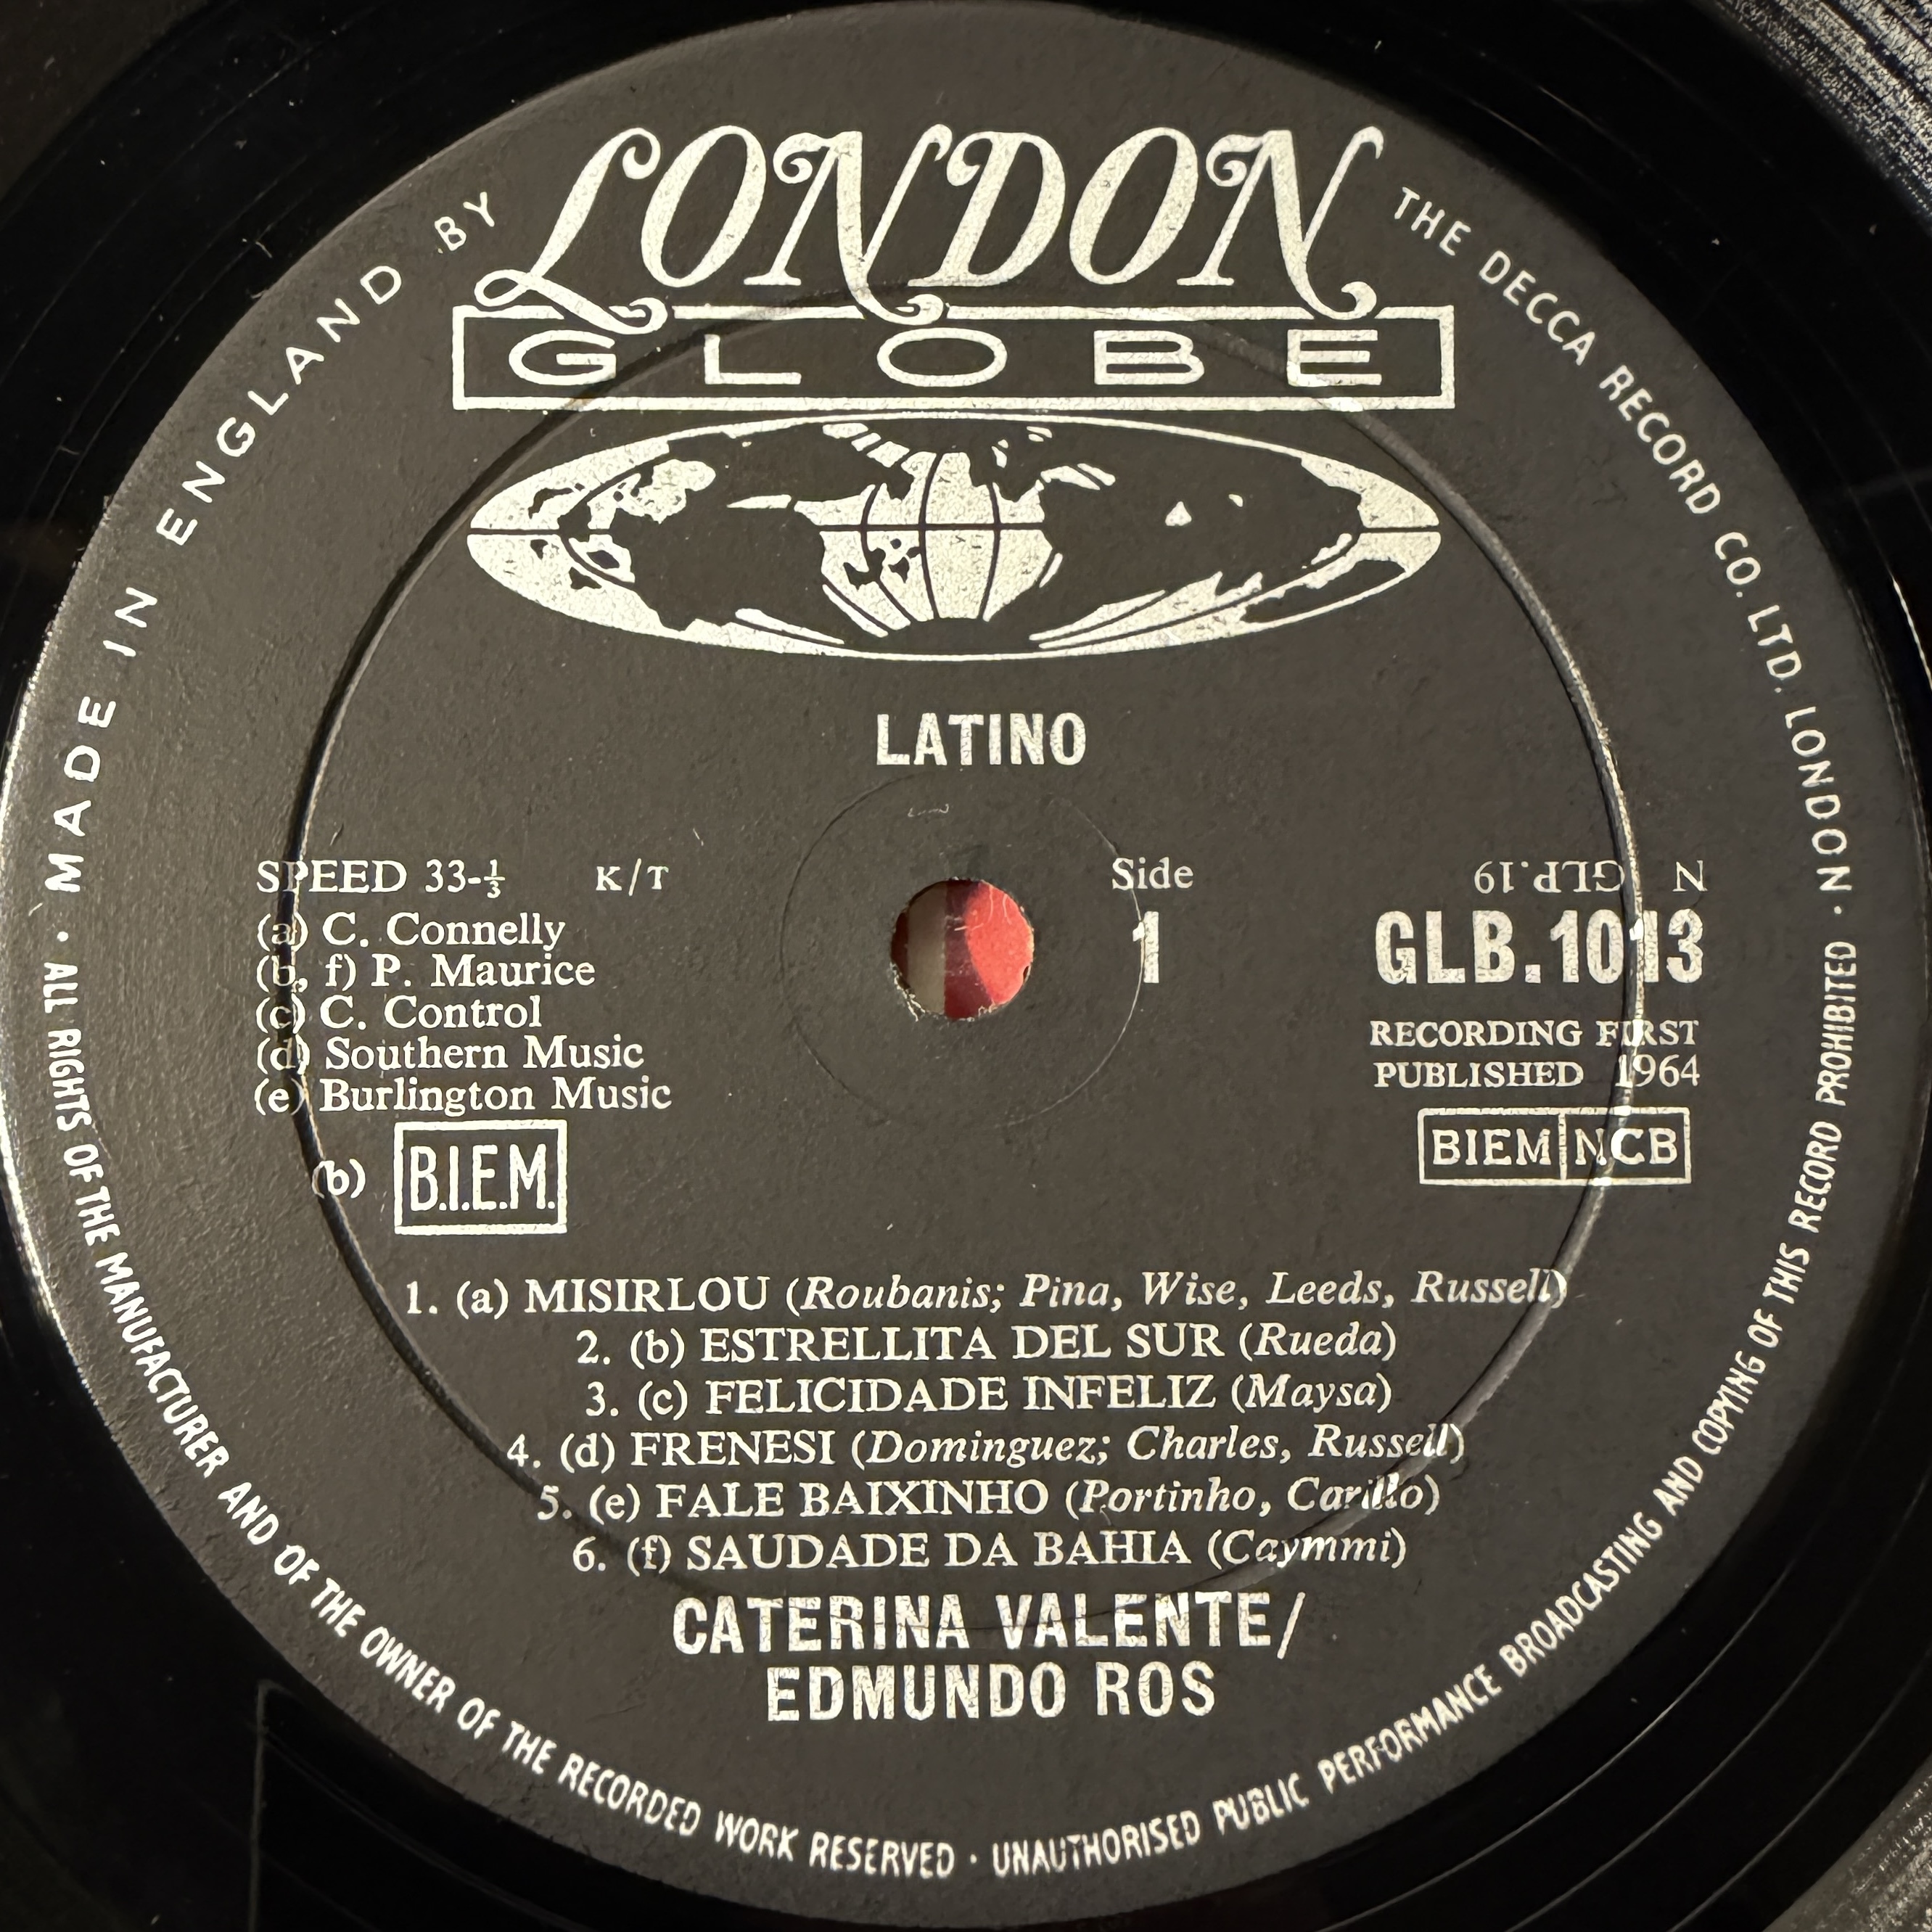 MADE IN ENGLAND BY
LONDON
GLOBE
THE DECCA RECORD CO. LTD. LONDON
LATINO
SPEED 33-⅓ K/T
(a) C. Connelly
(b, f) P. Maurice
(c) C. Control
(d) Southern Music
(e) Burlington Music
(b) B.I.E.M.
Side
1
N GLP.19
GLB.1013
RECORDING FIRST
PUBLISHED 1964
BIEM NCB
1. (a) MISIRLOU (Roubanis; Pina, Wise, Leeds, Russell)
2. (b) ESTRELLITA DEL SUR (Rueda)
3. (c) FELICIDADE INFELIZ (Maysa)
4. (d) FRENESI (Dominguez; Charles, Russell)
5. (e) FALE BAIXINHO (Portinho, Carillo)
6. (f) SAUDADE DA BAHIA (Caymmi)
CATERINA VALENTE/
EDMUNDO ROS
· ALL RIGHTS OF THE MANUFACTURER AND OF THE OWNER OF THE RECORDED WORK RESERVED · UNAUTHORISED PUBLIC PERFORMANCE BROADCASTING AND COPYING OF THIS RECORD PROHIBITED ·